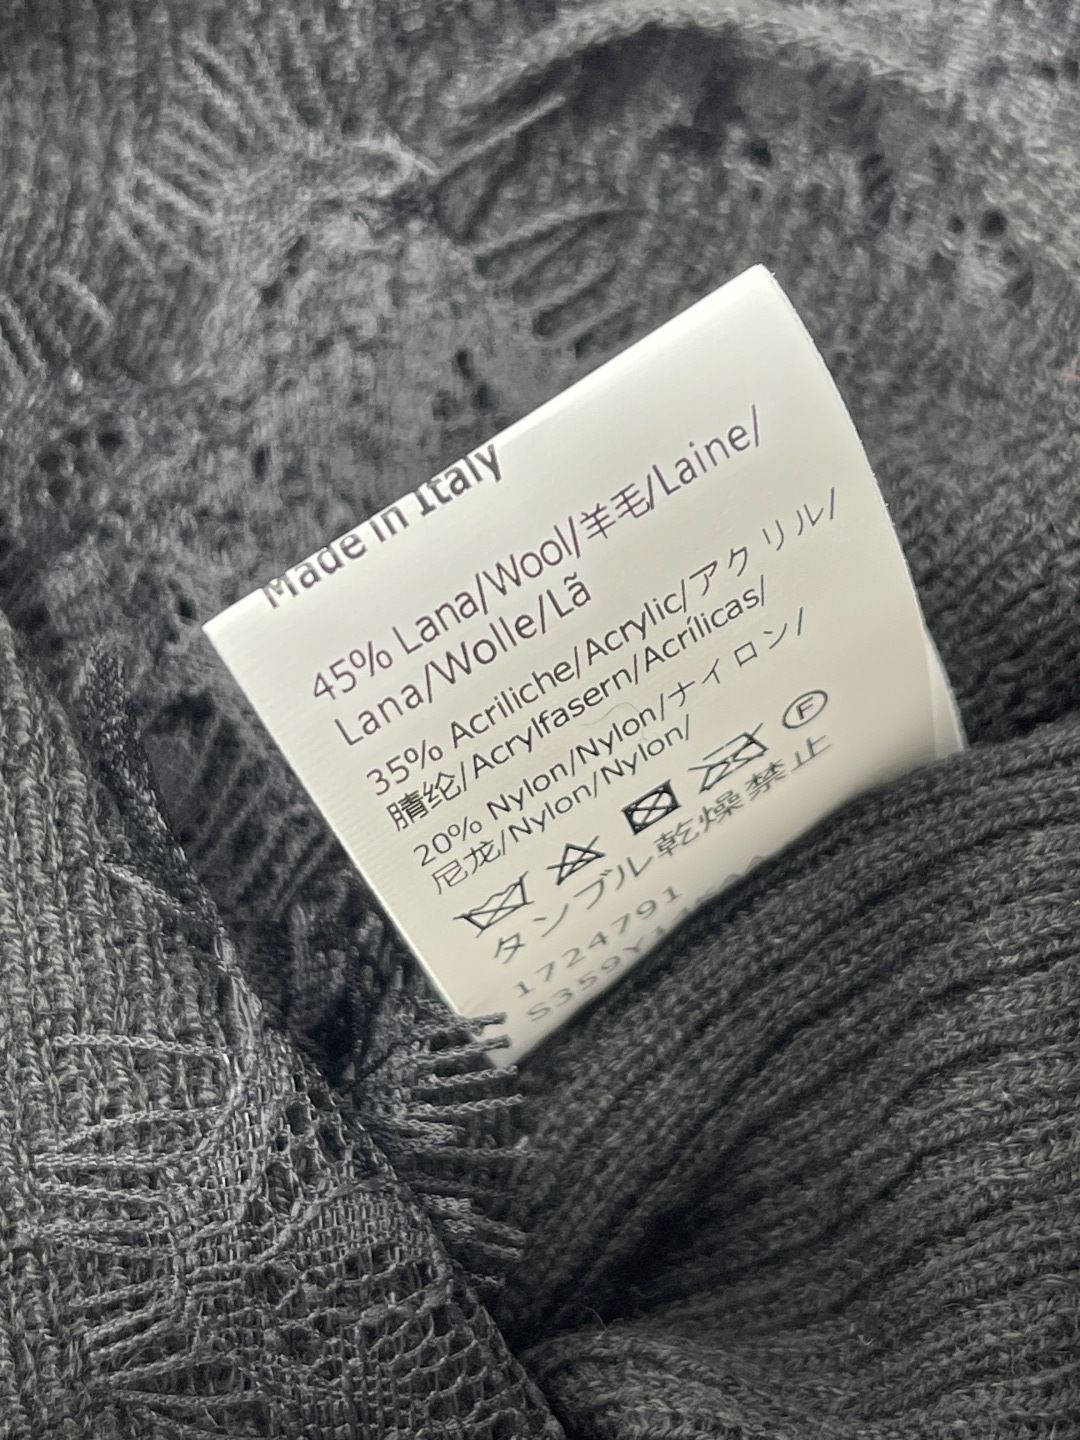 Made in Italy
45% Lana/Wool/羊毛/Laine/
Lana/Wolle/Lã
35% Acriliche/Acrylic/アクリル/
腈纶/Acrylfasern/Acrílicas/
20% Nylon/Nylon/ナイロン/
尼龙/Nylon/Nylon/
F
タンブル乾燥禁止
1724791